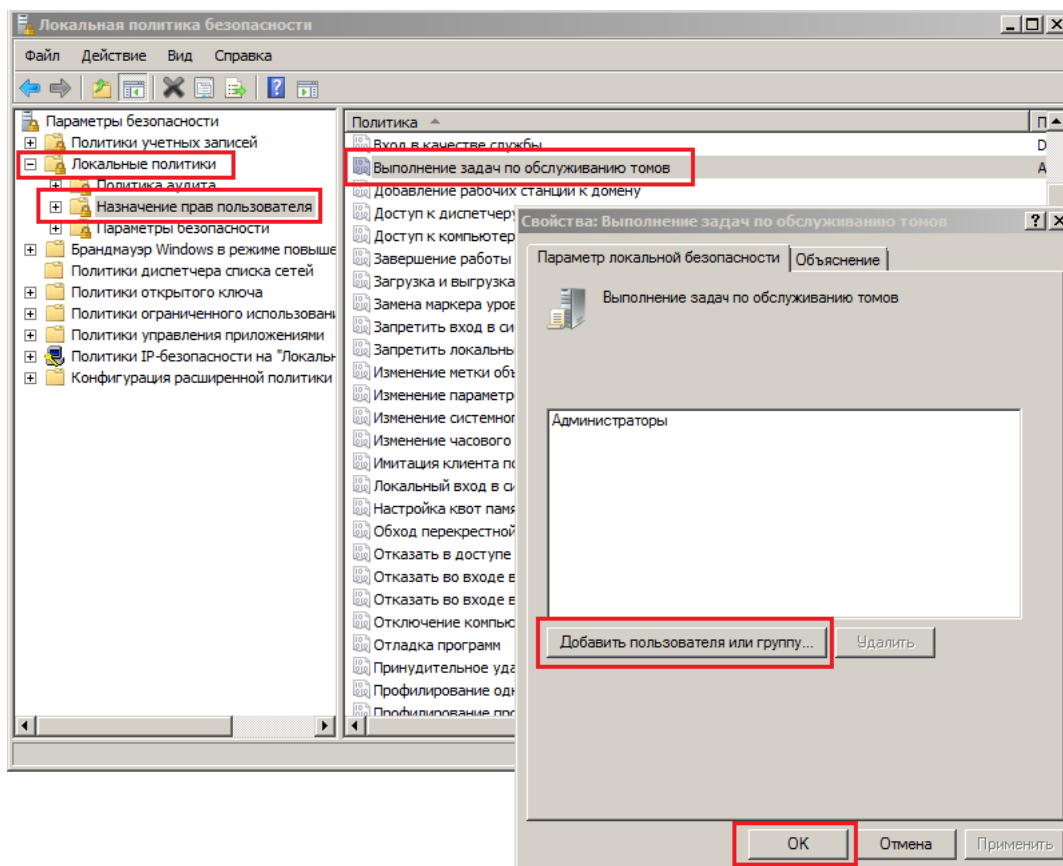 Локальная политика безопасности
Файл Действие Вид Справка
Параметры безопасности
Политики учетных записей
Локальные политики
Политика аудита
Назначение прав пользователя
Параметры безопасности
Брандмауэр Windows в режиме повыше
Политики диспетчера списка сетей
Политики открытого ключа
Политики ограниченного использован
Политики управления приложениями
Политики IP-безопасности на "Локальн
Конфигурация расширенной политики
Политика П
Вход в качестве службы D
Выполнение задач по обслуживанию томов A
Добавление рабочих станций к домену
Доступ к диспетчеру
Доступ к компьютер
Завершение работы
Загрузка и выгрузка
Замена маркера уров
Запретить вход в си
Запретить локальны
Изменение метки объ
Изменение параметр
Изменение системног
Изменение часового
Имитация клиента по
Локальный вход в си
Настройка квот памя
Обход перекрестной
Отказать в доступе
Отказать во входе в
Отказать во входе в
Отключение компью
Отладка программ
Принудительное уда
Профилирование одн
Профилирование про
Свойства: Выполнение задач по обслуживанию томов
Параметр локальной безопасности Объяснение
Выполнение задач по обслуживанию томов
Администраторы
Добавить пользователя или группу... Удалить
OK Отмена Применить